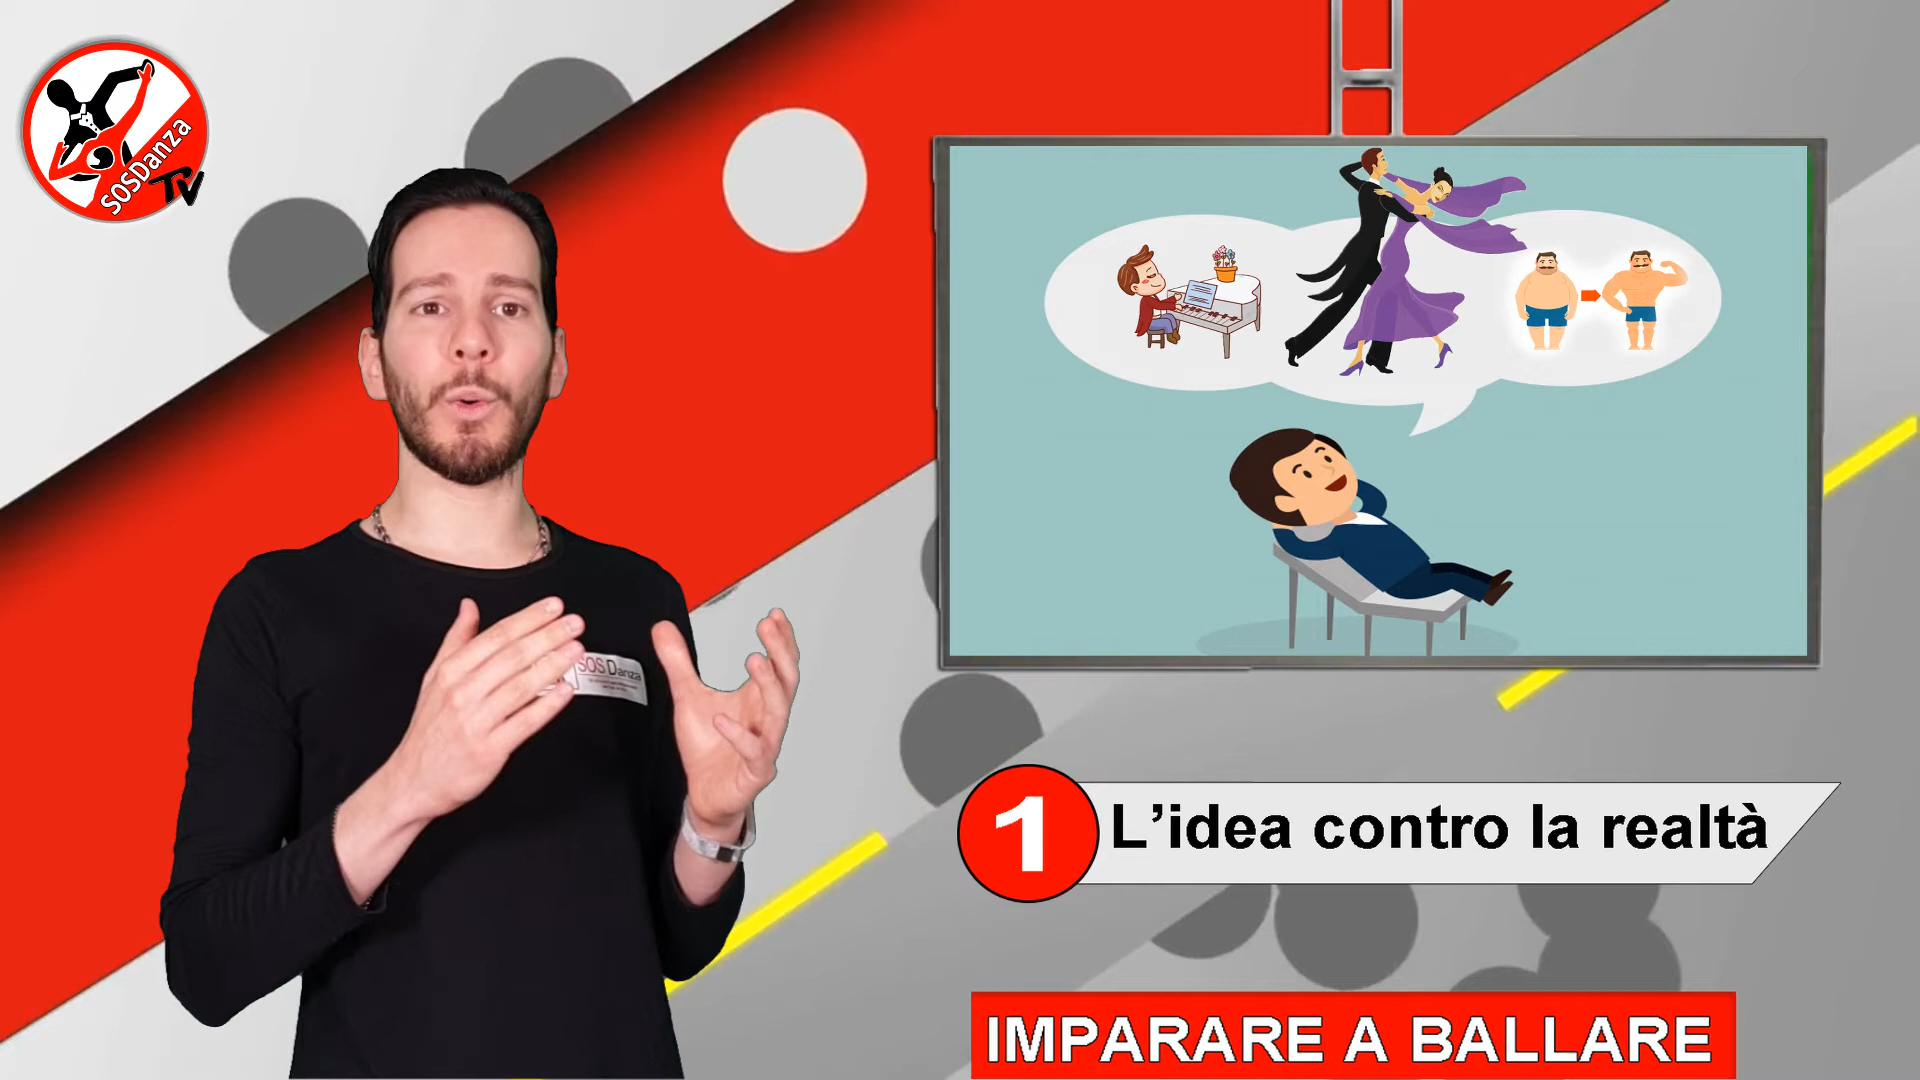 SOSDanza
TV
SOS Danza
1
L’idea contro la realtà
IMPARARE A BALLARE